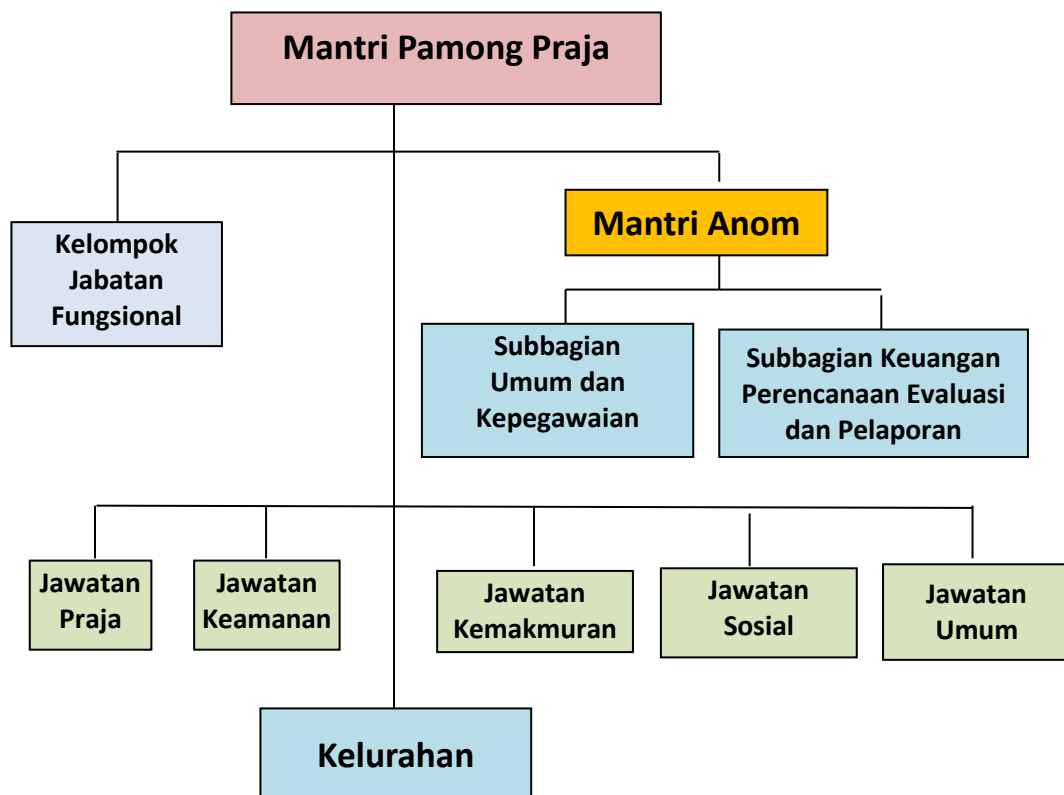 Mantri Pamong Praja
Kelompok
Jabatan
Fungsional
Mantri Anom
Subbagian
Umum dan
Kepegawaian
Subbagian Keuangan
Perencanaan Evaluasi
dan Pelaporan
Jawatan
Praja
Jawatan
Keamanan
Jawatan
Kemakmuran
Jawatan
Sosial
Jawatan
Umum
Kelurahan